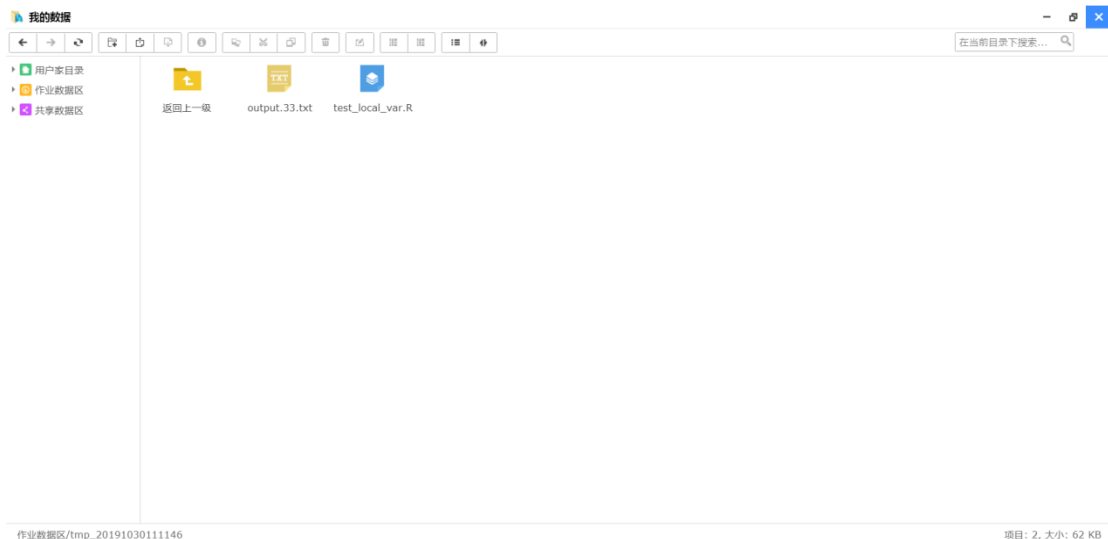 我的数据
在当前目录下搜索...
用户家目录
作业数据区
共享数据区
返回上一级
output.33.txt
test_local_var.R
TXT
作业数据区/tmp_20191030111146
项目: 2, 大小: 62 KB